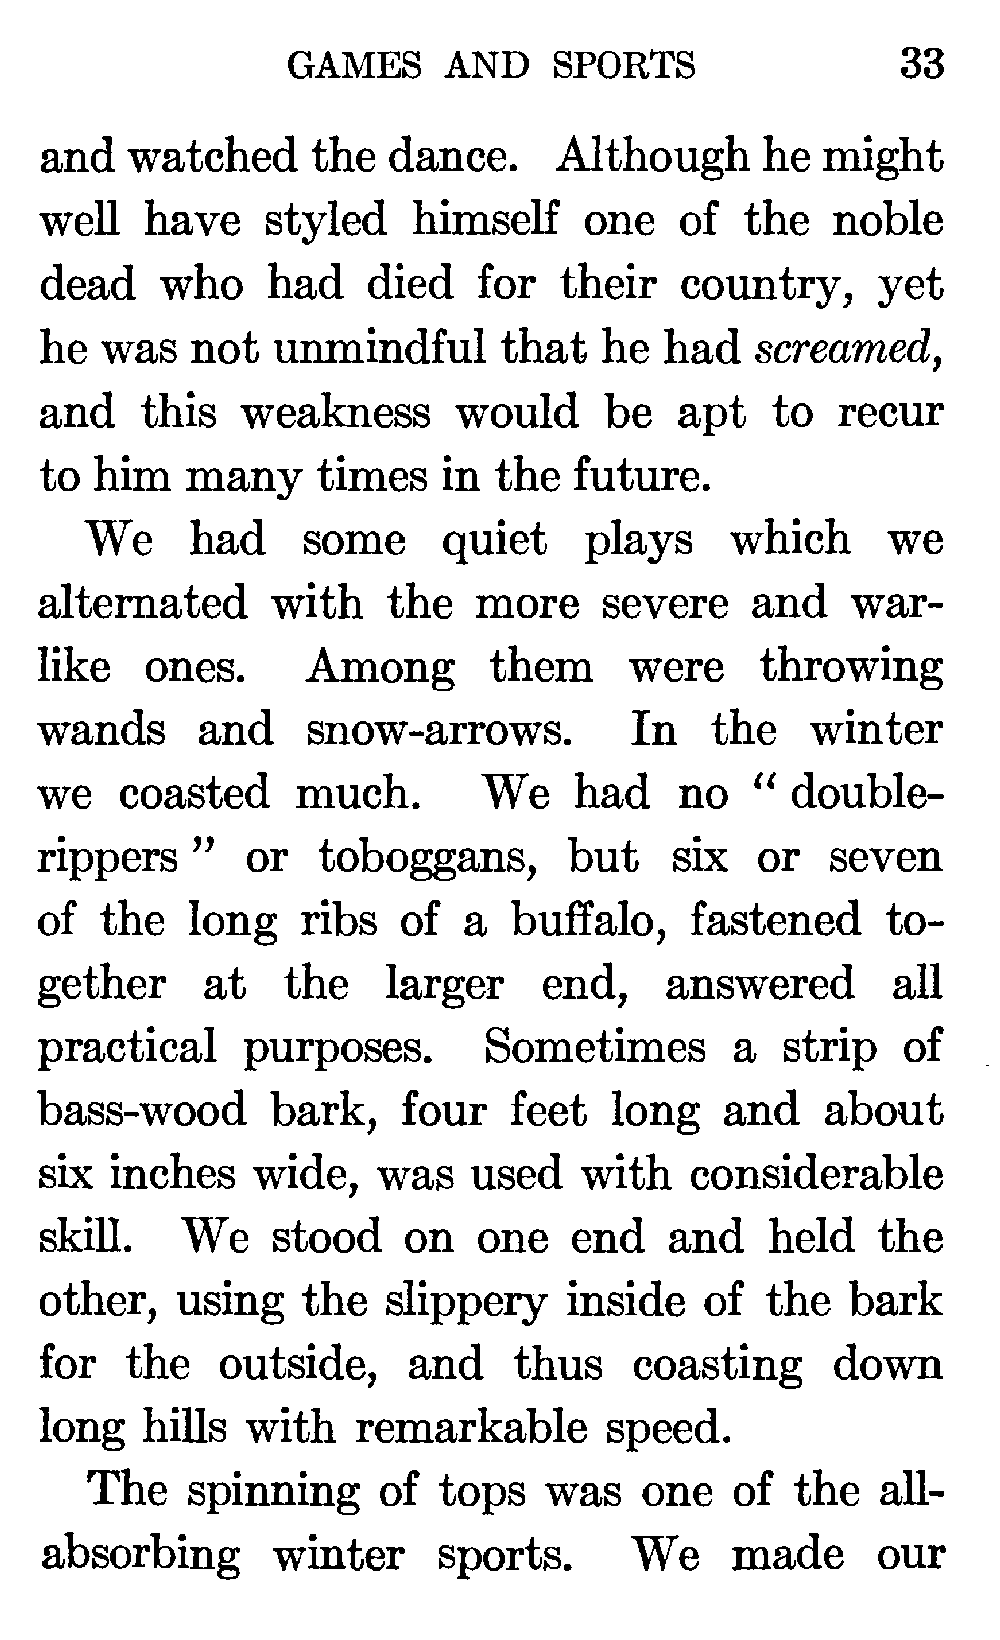 GAMES AND SPORTS 33
and watched the dance. Although he might
well have styled himself one of the noble
dead who had died for their country, yet
he was not unmindful that he had screamed,
and this weakness would be apt to recur
to him many times in the future.
We had some quiet plays which we
alternated with the more severe and war-
like ones. Among them were throwing
wands and snow-arrows. In the winter
we coasted much. We had no “ double-
rippers ” or toboggans, but six or seven
of the long ribs of a buffalo, fastened to-
gether at the larger end, answered all
practical purposes. Sometimes a strip of
bass-wood bark, four feet long and about
six inches wide, was used with considerable
skill. We stood on one end and held the
other, using the slippery inside of the bark
for the outside, and thus coasting down
long hills with remarkable speed.
The spinning of tops was one of the all-
absorbing winter sports. We made our